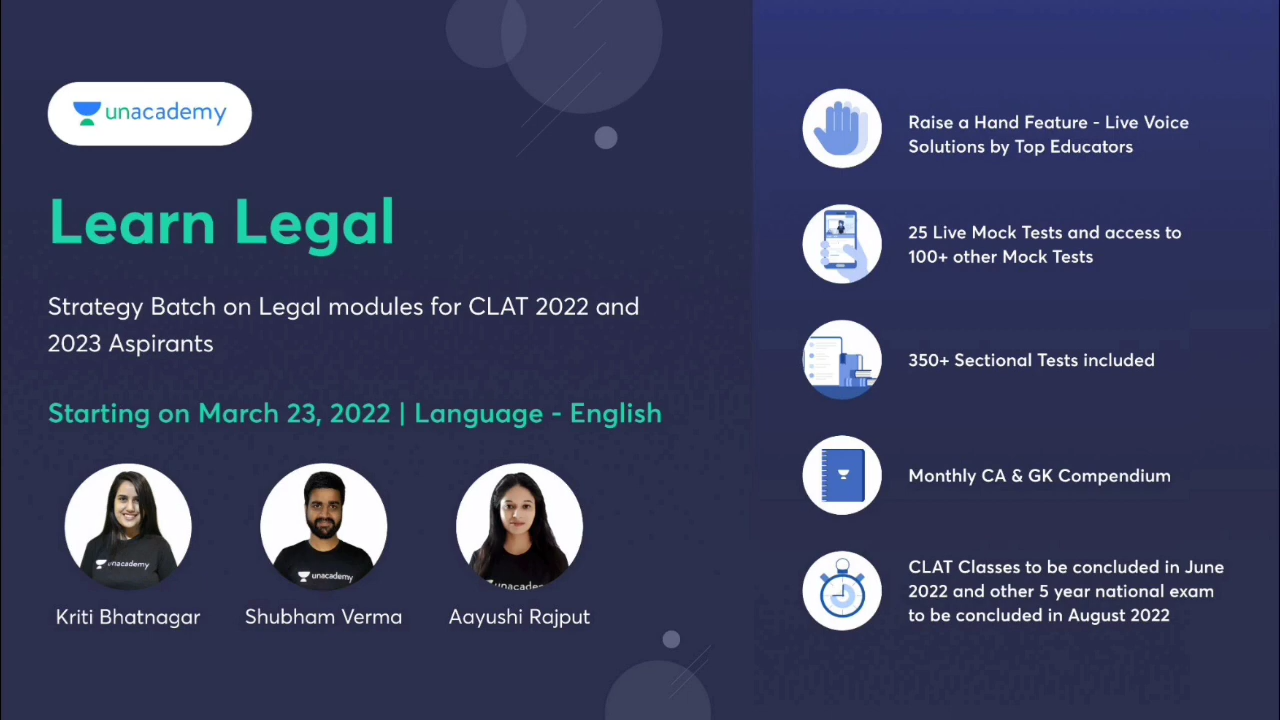 unacademy
Learn Legal
Strategy Batch on Legal modules for CLAT 2022 and
2023 Aspirants
Starting on March 23, 2022 | Language - English
unacademy
unacademy
unacade
Kriti Bhatnagar
Shubham Verma
Aayushi Rajput
Raise a Hand Feature - Live Voice
Solutions by Top Educators
25 Live Mock Tests and access to
100+ other Mock Tests
350+ Sectional Tests included
Monthly CA & GK Compendium
CLAT Classes to be concluded in June
2022 and other 5 year national exam
to be concluded in August 2022